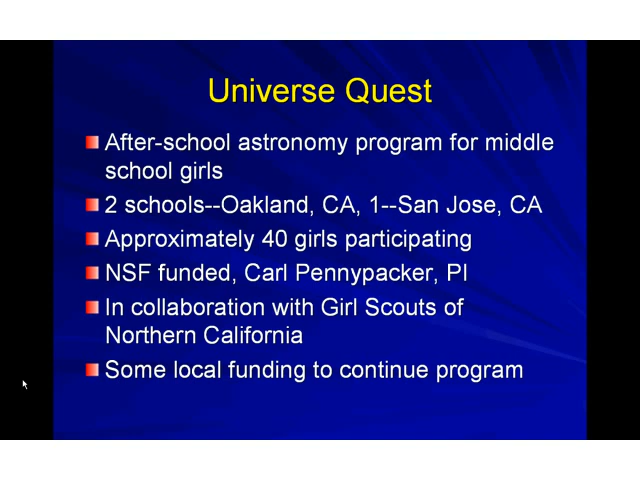 Universe Quest
After-school astronomy program for middle
school girls
2 schools--Oakland, CA, 1--San Jose, CA
Approximately 40 girls participating
NSF funded, Carl Pennypacker, PI
In collaboration with Girl Scouts of
Northern California
Some local funding to continue program